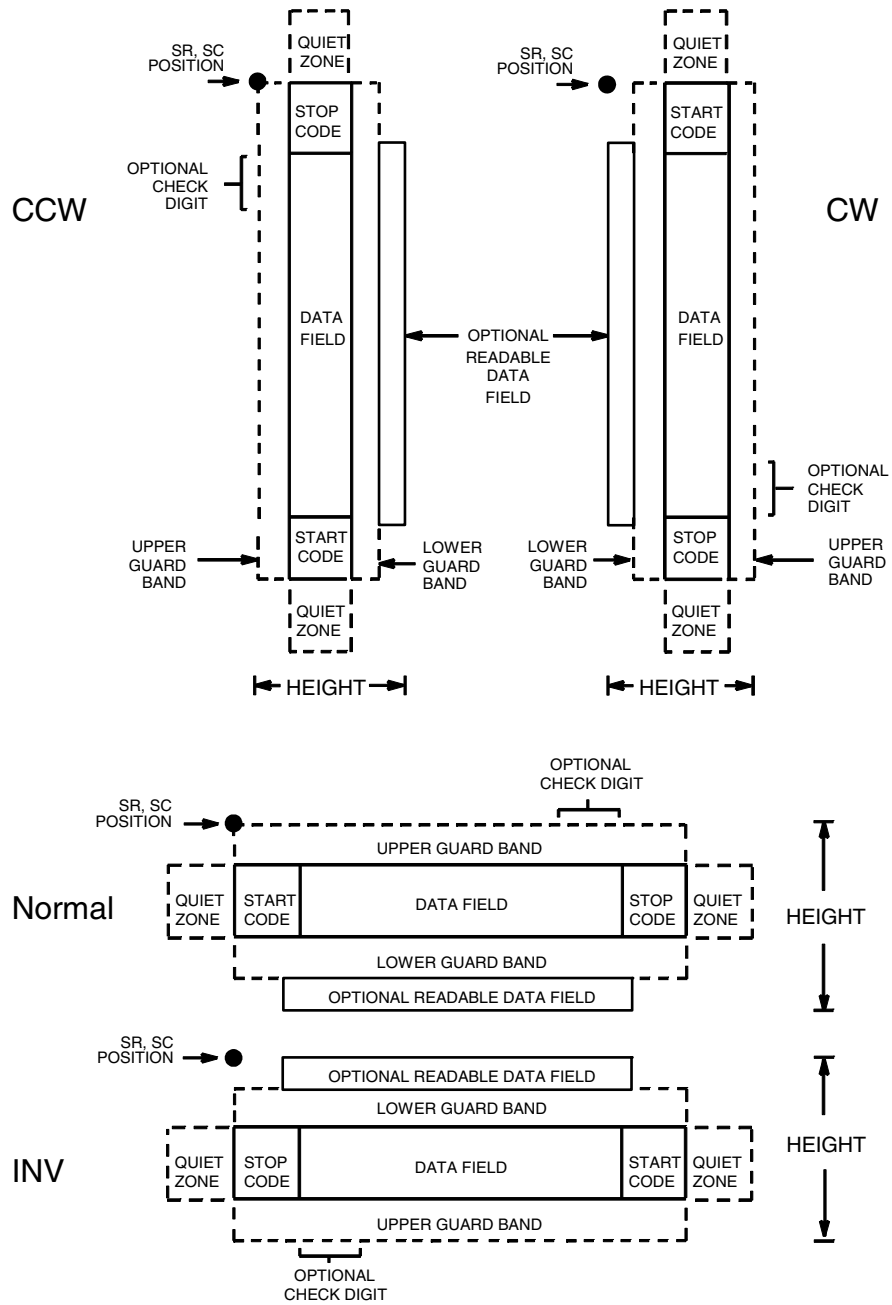 QUIET
ZONE
SR, SC
POSITION
STOP
CODE
OPTIONAL
CHECK
DIGIT
CCW
DATA
FIELD
START
CODE
UPPER
GUARD
BAND
LOWER
GUARD
BAND
QUIET
ZONE
HEIGHT
OPTIONAL
READABLE
DATA
FIELD
QUIET
ZONE
SR, SC
POSITION
START
CODE
CW
DATA
FIELD
OPTIONAL
CHECK
DIGIT
STOP
CODE
LOWER
GUARD
BAND
UPPER
GUARD
BAND
QUIET
ZONE
HEIGHT
OPTIONAL
CHECK DIGIT
SR, SC
POSITION
UPPER GUARD BAND
Normal
QUIET
ZONE
START
CODE
DATA FIELD
STOP
CODE
QUIET
ZONE
HEIGHT
LOWER GUARD BAND
OPTIONAL READABLE DATA FIELD
SR, SC
POSITION
OPTIONAL READABLE DATA FIELD
LOWER GUARD BAND
INV
QUIET
ZONE
STOP
CODE
DATA FIELD
START
CODE
QUIET
ZONE
HEIGHT
UPPER GUARD BAND
OPTIONAL
CHECK DIGIT